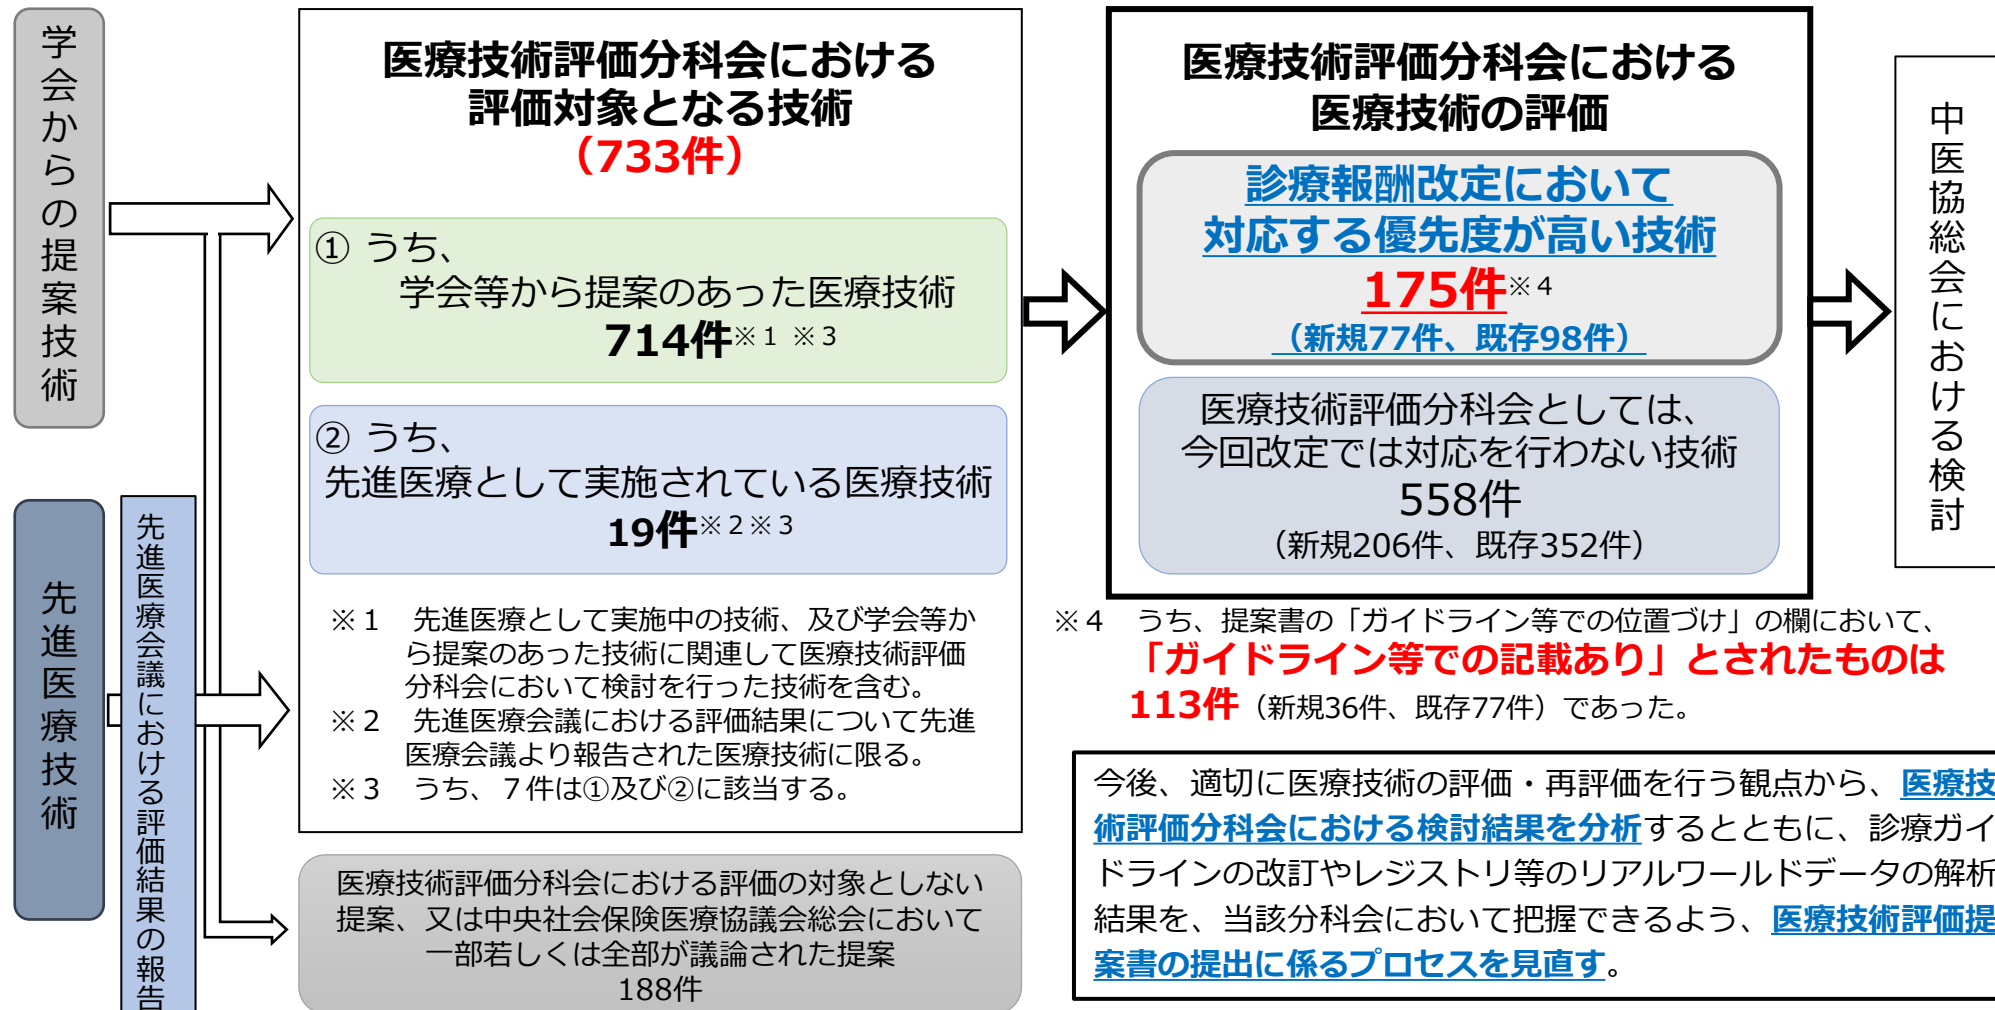 学会からの提案技術
先進医療技術
先進医療会議における評価結果の報告
医療技術評価分科会における
評価対象となる技術
（733件）
① うち、
学会等から提案のあった医療技術
714件※１ ※３
② うち、
先進医療として実施されている医療技術
19件※２※３
※１　先進医療として実施中の技術、及び学会等か
ら提案のあった技術に関連して医療技術評価
分科会において検討を行った技術を含む。
※２　先進医療会議における評価結果について先進
医療会議より報告された医療技術に限る。
※３　うち、７件は①及び②に該当する。
医療技術評価分科会における評価の対象としない
提案、又は中央社会保険医療協議会総会において
一部若しくは全部が議論された提案
188件
医療技術評価分科会における
医療技術の評価
診療報酬改定において
対応する優先度が高い技術
175件※４
（新規77件、既存98件）
医療技術評価分科会としては、
今回改定では対応を行わない技術
558件
（新規206件、既存352件）
中医協総会における検討
※４　うち、提案書の「ガイドライン等での位置づけ」の欄において、
「ガイドライン等での記載あり」とされたものは
113件（新規36件、既存77件）であった。
今後、適切に医療技術の評価・再評価を行う観点から、医療技
術評価分科会における検討結果を分析するとともに、診療ガイ
ドラインの改訂やレジストリ等のリアルワールドデータの解析
結果を、当該分科会において把握できるよう、医療技術評価提
案書の提出に係るプロセスを見直す。